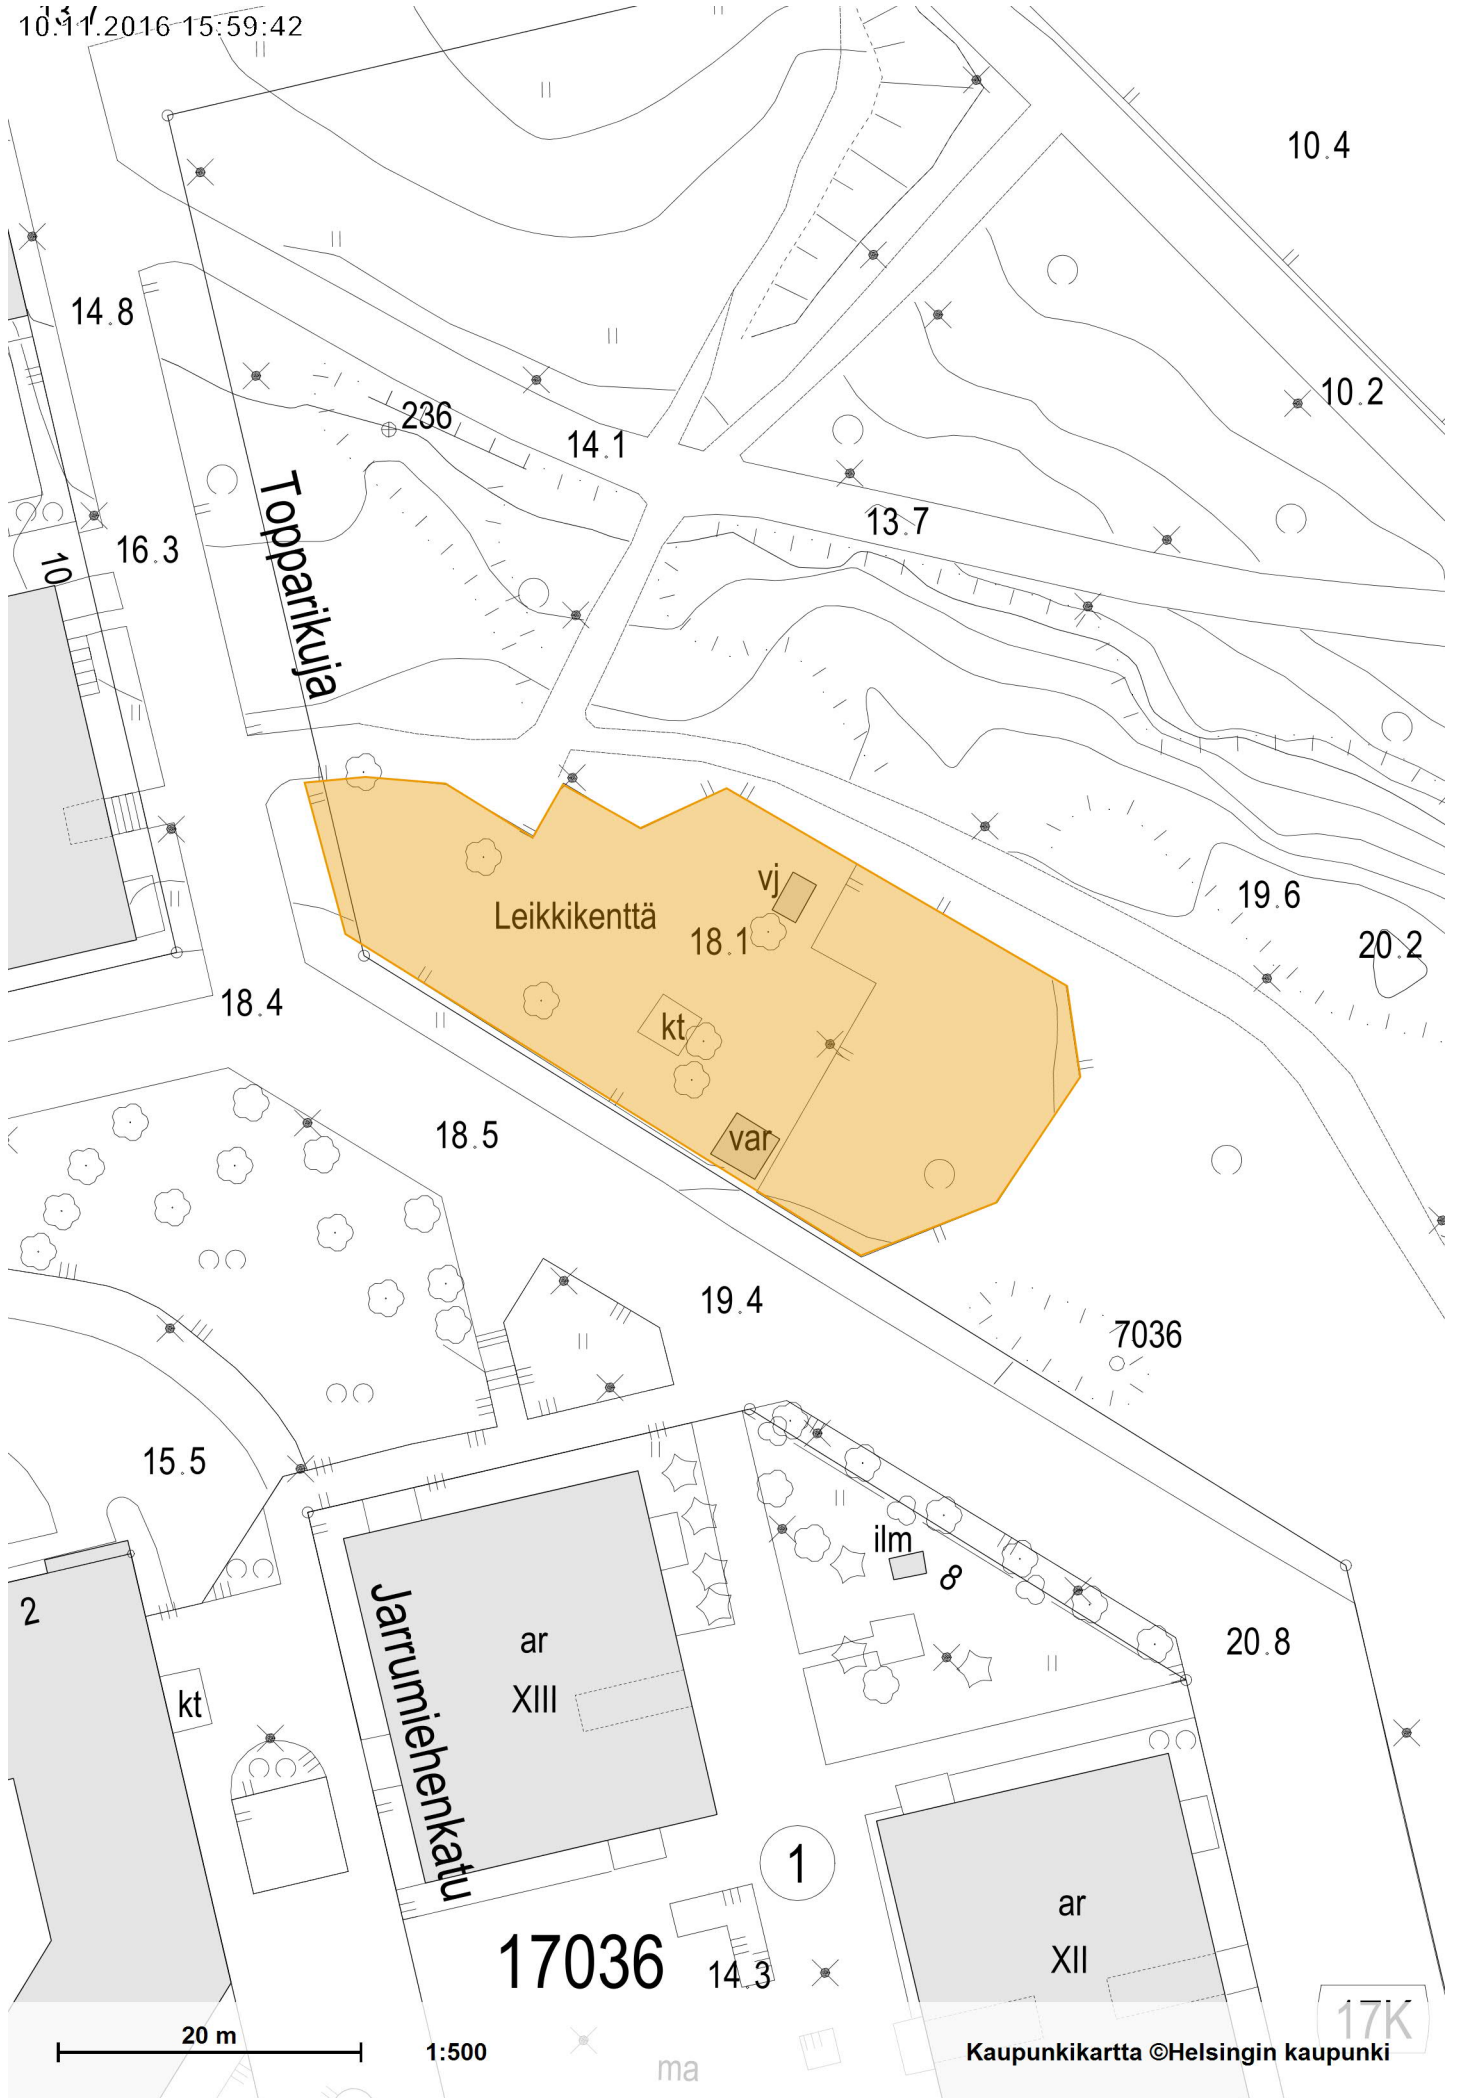 13.7
10.11.2016 15:59:42
10.4
14.8
10.2
236
14.1
13.7
16.3
10
Topparikuja
vj
19.6
Leikkikenttä
18.1
20.2
18.4
kt
18.5
var
19.4
7036
15.5
ilm
8
2
ar
XIII
20.8
kt
Jarrumiehenkatu
1
ar
XII
17036
14.3
17K
20 m
1:500
Kaupunkikartta ©Helsingin kaupunki
ma